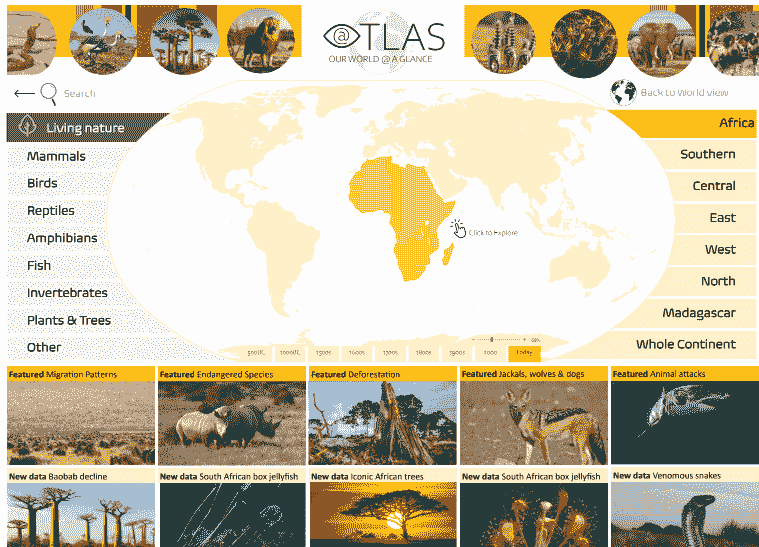 @TLAS
OUR WORLD @ A GLANCE
Search
Back to World view
Living nature
Mammals
Birds
Reptiles
Amphibians
Fish
Invertebrates
Plants & Trees
Other
Africa
Southern
Central
East
West
North
Madagascar
Whole Continent
Click to Explore
1500s 1600s 1700s 1800s 1900s 2000 Today
Featured Migration Patterns
Featured Endangered Species
Featured Deforestation
Featured Jackals, wolves & dogs
Featured Animal attacks
New data Baobab decline
New data South African box jellyfish
New data Iconic African trees
New data South African box jellyfish
New data Venomous snakes